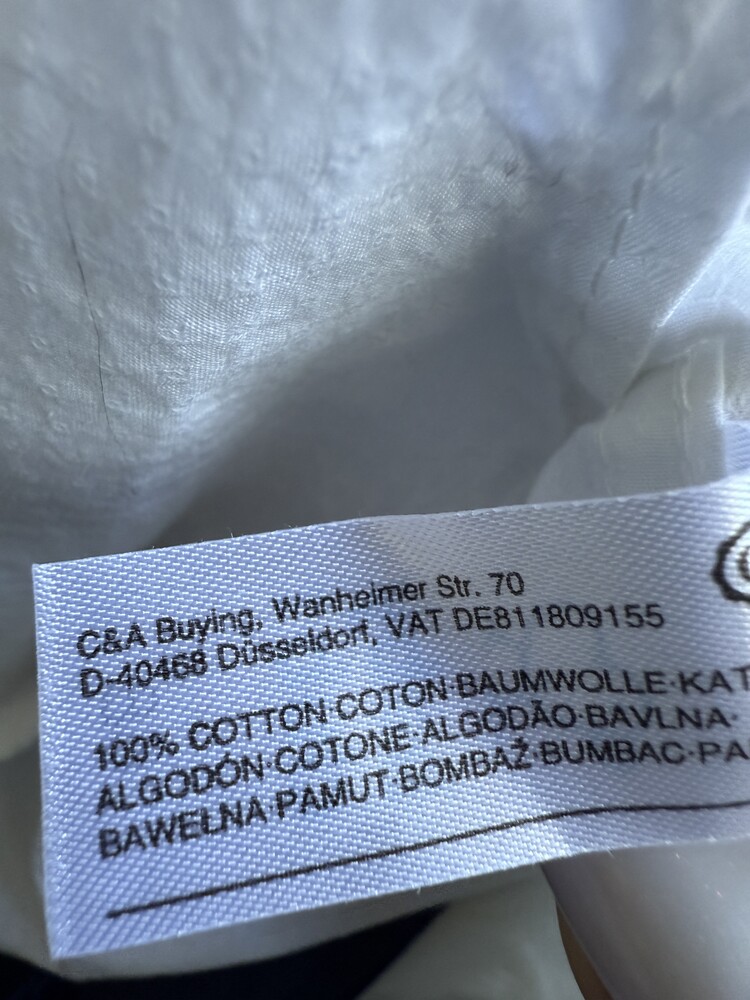 C&A Buying, Wanheimer Str. 70
D-40468 Düsseldorf, VAT DE811809155
100% COTTON·COTON·BAUMWOLLE·KAT
ALGODÓN·COTONE·ALGODÃO·BAVLNA·
BAWEŁNA·PAMUT·BOMBAŽ·BUMBAC·PA